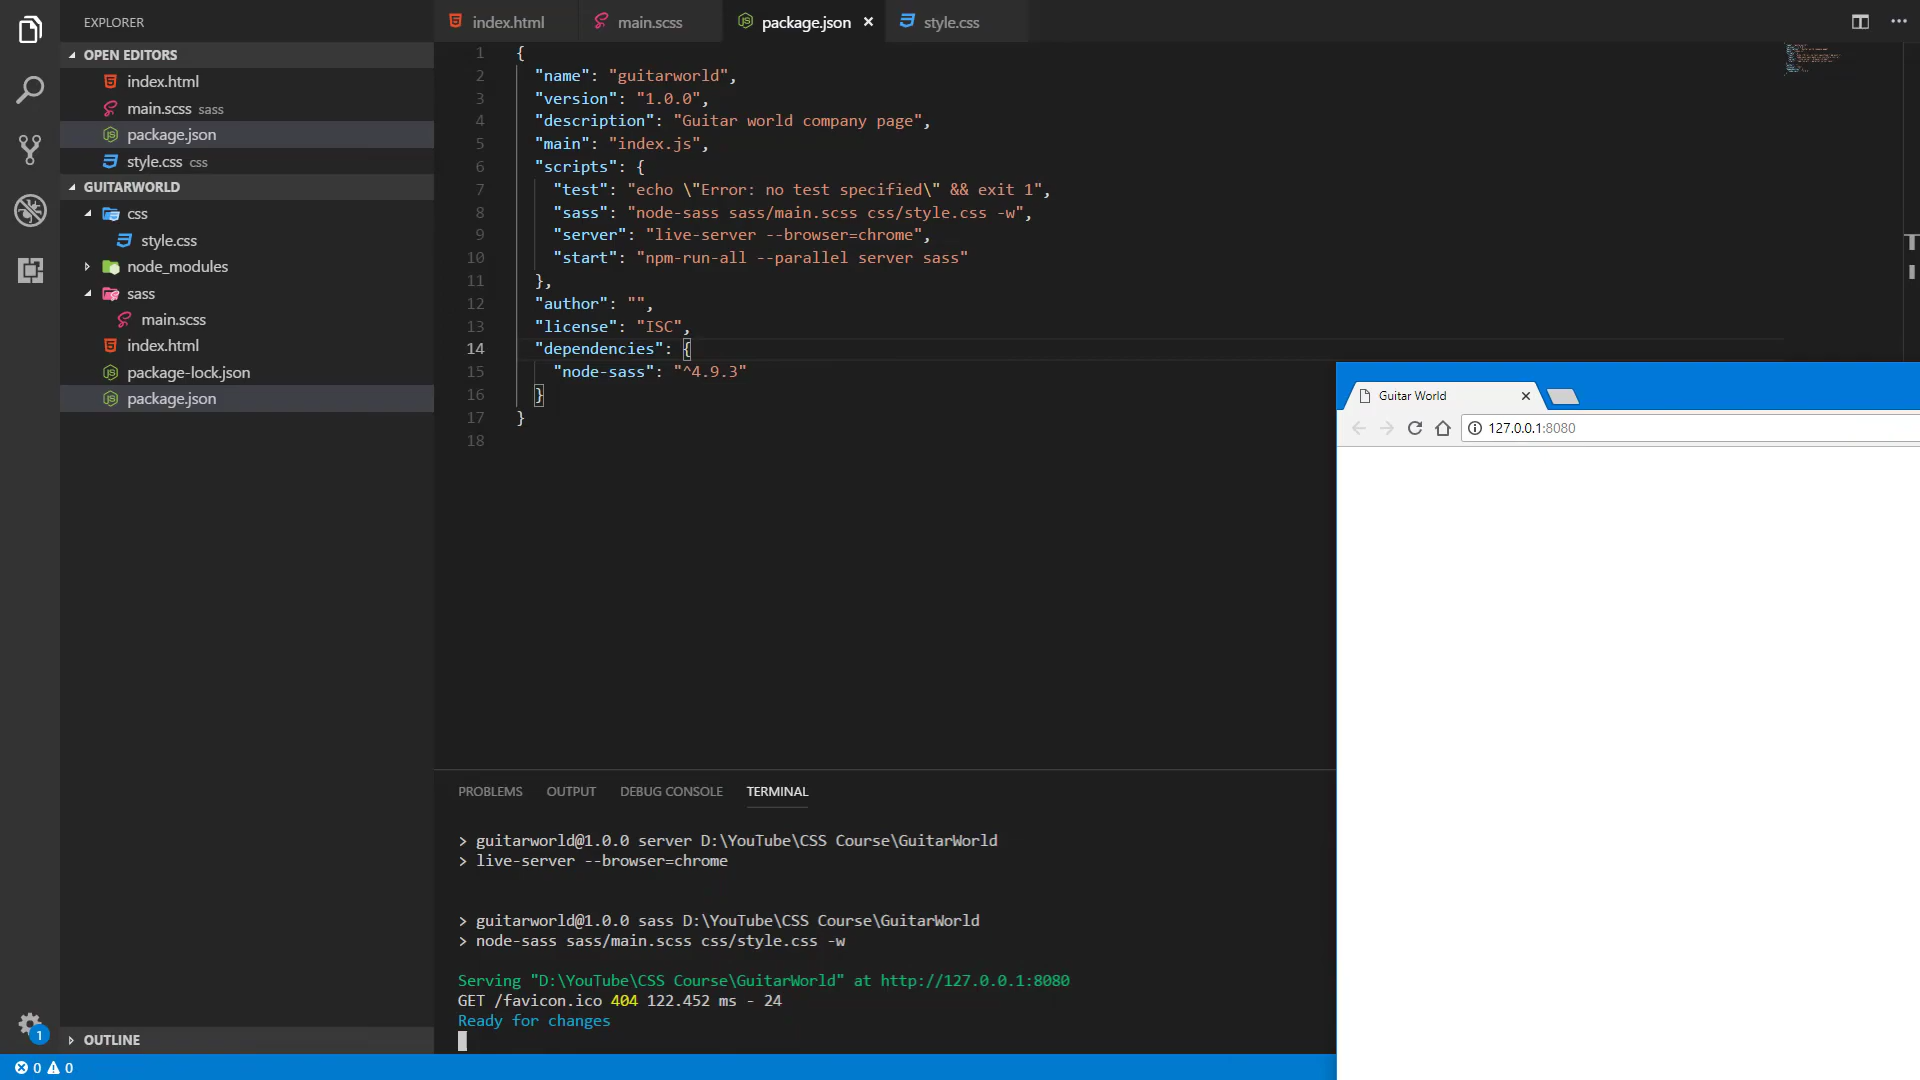 EXPLORER
OPEN EDITORS
index.html
main.scss sass
package.json
style.css css
GUITARWORLD
css
style.css
node_modules
sass
main.scss
index.html
package-lock.json
package.json
OUTLINE
1
0 0
index.html main.scss package.json × style.css
1 {
2 "name": "guitarworld",
3 "version": "1.0.0",
4 "description": "Guitar world company page",
5 "main": "index.js",
6 "scripts": {
7 "test": "echo \"Error: no test specified\" && exit 1",
8 "sass": "node-sass sass/main.scss css/style.css -w",
9 "server": "live-server --browser=chrome",
10 "start": "npm-run-all --parallel server sass"
11 },
12 "author": "",
13 "license": "ISC",
14 "dependencies": {
15 "node-sass": "^4.9.3"
16 }
17 }
18
PROBLEMS OUTPUT DEBUG CONSOLE TERMINAL
> guitarworld@1.0.0 server D:\YouTube\CSS Course\GuitarWorld
> live-server --browser=chrome
> guitarworld@1.0.0 sass D:\YouTube\CSS Course\GuitarWorld
> node-sass sass/main.scss css/style.css -w
Serving "D:\YouTube\CSS Course\GuitarWorld" at http://127.0.0.1:8080
GET /favicon.ico 404 122.452 ms - 24
Ready for changes
Guitar World
127.0.0.1:8080